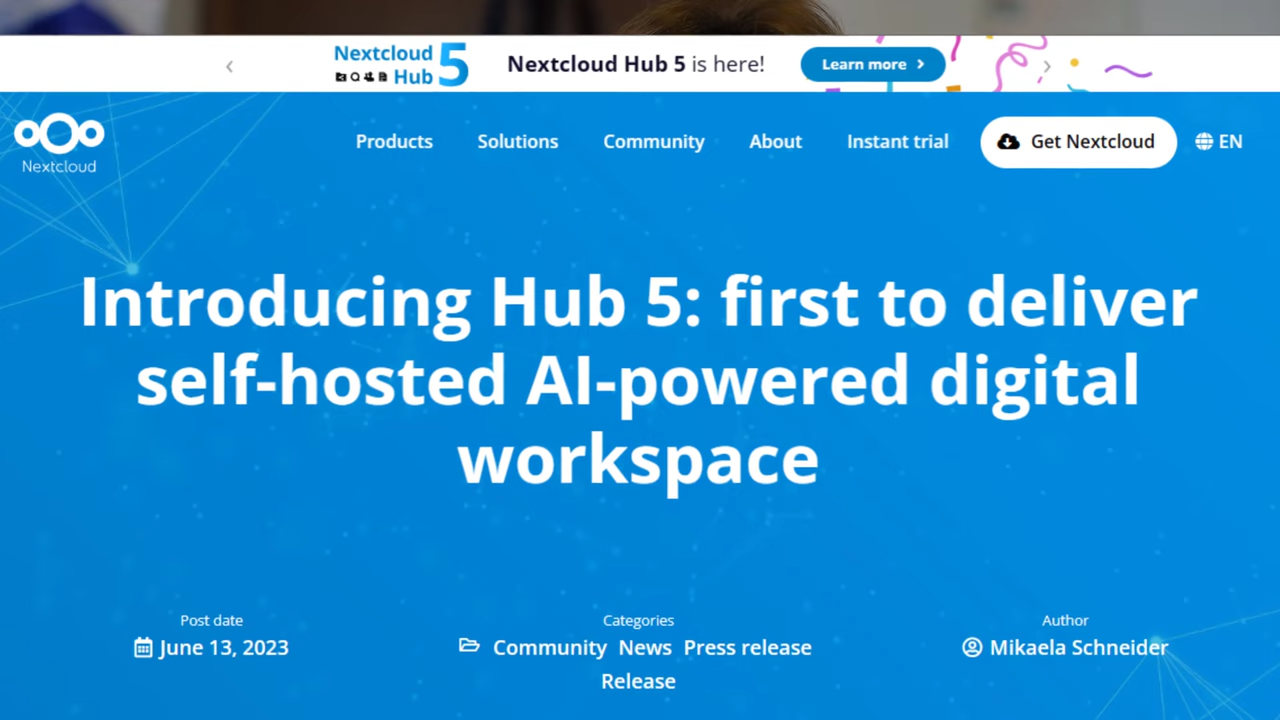 Nextcloud Hub 5
Nextcloud Hub 5 is here!
Learn more
Nextcloud
Products Solutions Community About Instant trial Get Nextcloud EN
Introducing Hub 5: first to deliver
self-hosted AI-powered digital
workspace
Post date
June 13, 2023
Categories
Community News Press release
Release
Author
Mikaela Schneider